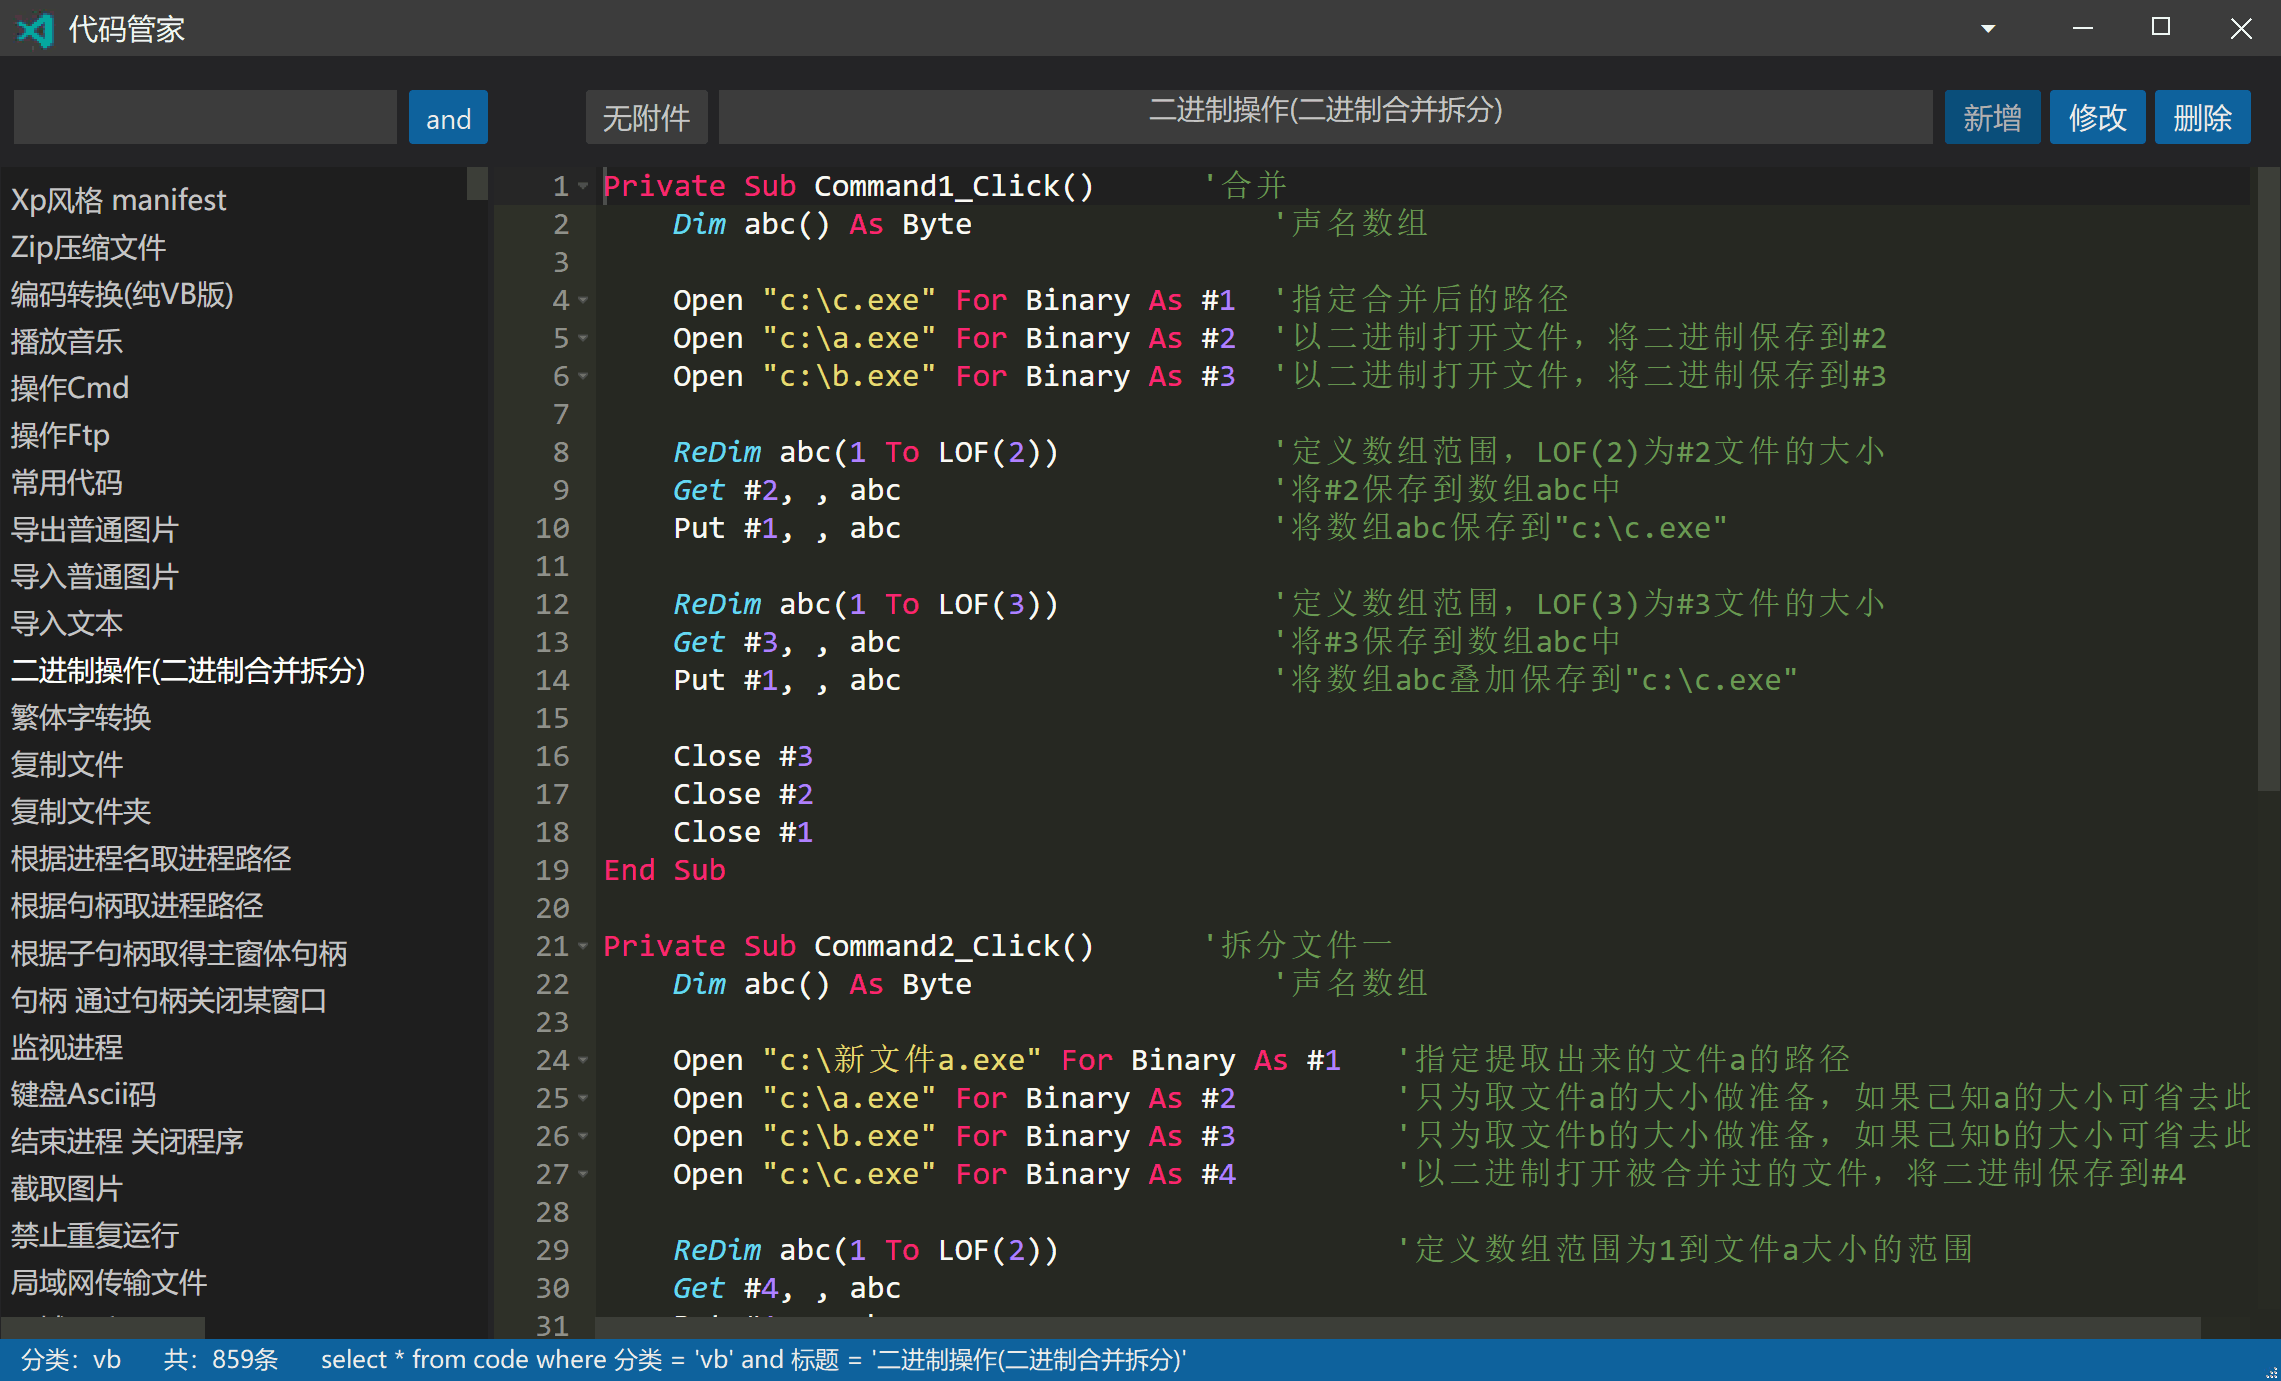 代码管家
and
无附件
二进制操作(二进制合并拆分)
新增
修改
删除
Xp风格 manifest
Zip压缩文件
编码转换(纯VB版)
播放音乐
操作Cmd
操作Ftp
常用代码
导出普通图片
导入普通图片
导入文本
二进制操作(二进制合并拆分)
繁体字转换
复制文件
复制文件夹
根据进程名取进程路径
根据句柄取进程路径
根据子句柄取得主窗体句柄
句柄 通过句柄关闭某窗口
监视进程
键盘Ascii码
结束进程 关闭程序
截取图片
禁止重复运行
局域网传输文件
1 Private Sub Command1_Click() '合并
2 Dim abc() As Byte '声名数组
3
4 Open "c:\c.exe" For Binary As #1 '指定合并后的路径
5 Open "c:\a.exe" For Binary As #2 '以二进制打开文件，将二进制保存到#2
6 Open "c:\b.exe" For Binary As #3 '以二进制打开文件，将二进制保存到#3
7
8 ReDim abc(1 To LOF(2)) '定义数组范围，LOF(2)为#2文件的大小
9 Get #2, , abc '将#2保存到数组abc中
10 Put #1, , abc '将数组abc保存到"c:\c.exe"
11
12 ReDim abc(1 To LOF(3)) '定义数组范围，LOF(3)为#3文件的大小
13 Get #3, , abc '将#3保存到数组abc中
14 Put #1, , abc '将数组abc叠加保存到"c:\c.exe"
15
16 Close #3
17 Close #2
18 Close #1
19 End Sub
20
21 Private Sub Command2_Click() '拆分文件一
22 Dim abc() As Byte '声名数组
23
24 Open "c:\新文件a.exe" For Binary As #1 '指定提取出来的文件a的路径
25 Open "c:\a.exe" For Binary As #2 '只为取文件a的大小做准备，如果己知a的大小可省去此
26 Open "c:\b.exe" For Binary As #3 '只为取文件b的大小做准备，如果己知b的大小可省去此
27 Open "c:\c.exe" For Binary As #4 '以二进制打开被合并过的文件，将二进制保存到#4
28
29 ReDim abc(1 To LOF(2)) '定义数组范围为1到文件a大小的范围
30 Get #4, , abc
31
分类：vb 共：859条 select * from code where 分类 = 'vb' and 标题 = '二进制操作(二进制合并拆分)'